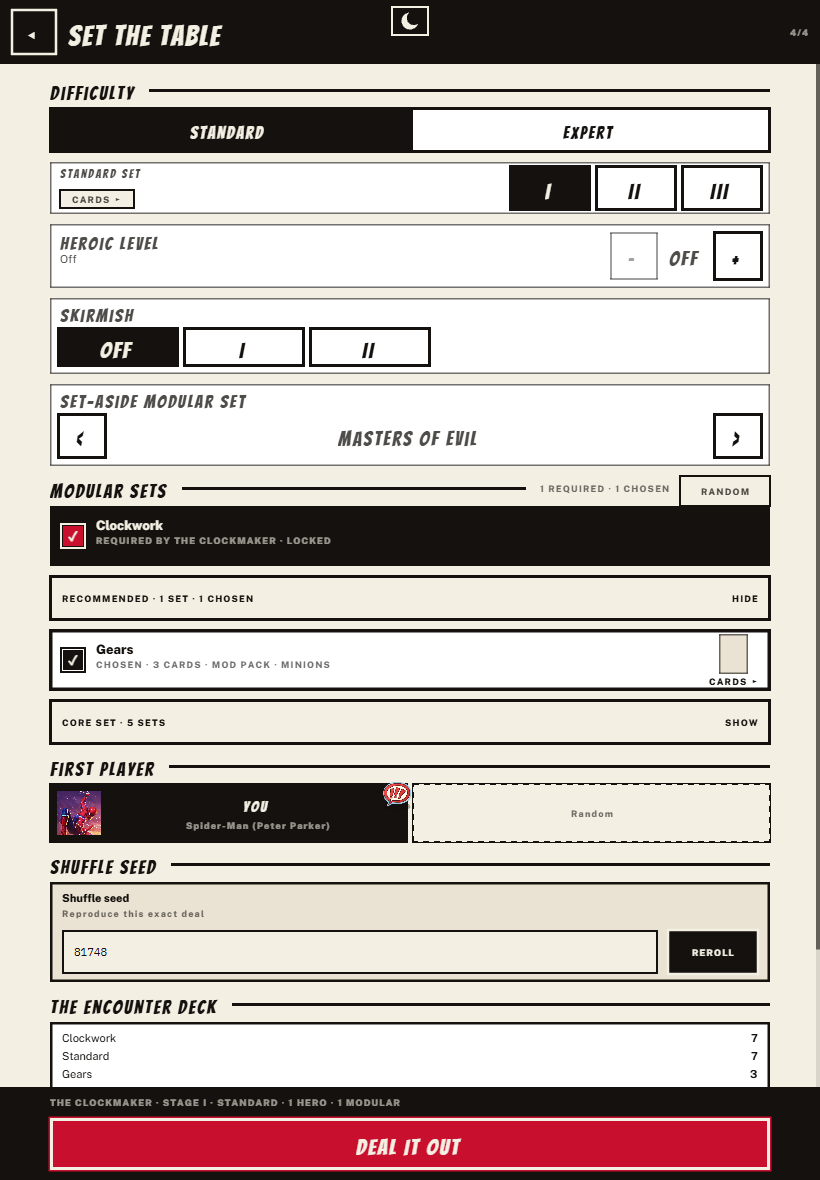 ◂ SET THE TABLE
4/4
DIFFICULTY
STANDARD EXPERT
STANDARD SET
CARDS ▸
I II III
HEROIC LEVEL
Off
- OFF +
SKIRMISH
OFF I II
SET-ASIDE MODULAR SET
‹ MASTERS OF EVIL ›
MODULAR SETS
1 REQUIRED · 1 CHOSEN
RANDOM
✓ Clockwork
REQUIRED BY THE CLOCKMAKER · LOCKED
RECOMMENDED · 1 SET · 1 CHOSEN HIDE
✓ Gears
CHOSEN · 3 CARDS · MOD PACK · MINIONS
CARDS ▸
CORE SET · 5 SETS SHOW
FIRST PLAYER
YOU
Spider-Man (Peter Parker)
Random
SHUFFLE SEED
Shuffle seed
Reproduce this exact deal
81748
REROLL
THE ENCOUNTER DECK
Clockwork 7
Standard 7
Gears 3
THE CLOCKMAKER · STAGE I · STANDARD · 1 HERO · 1 MODULAR
DEAL IT OUT